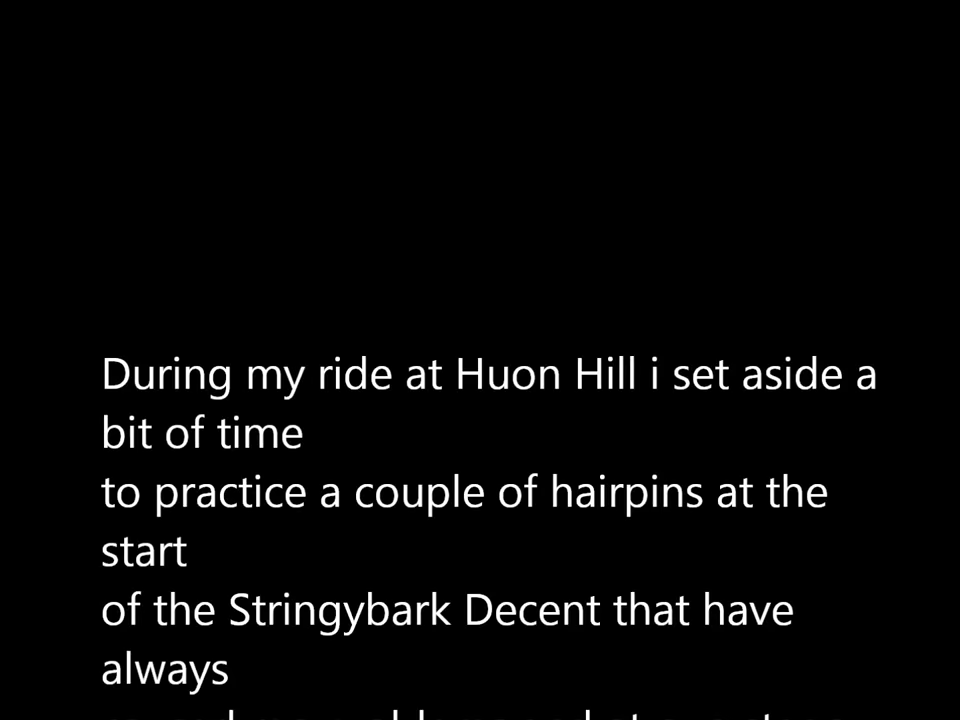 During my ride at Huon Hill i set aside a
bit of time
to practice a couple of hairpins at the
start
of the Stringybark Decent that have
always